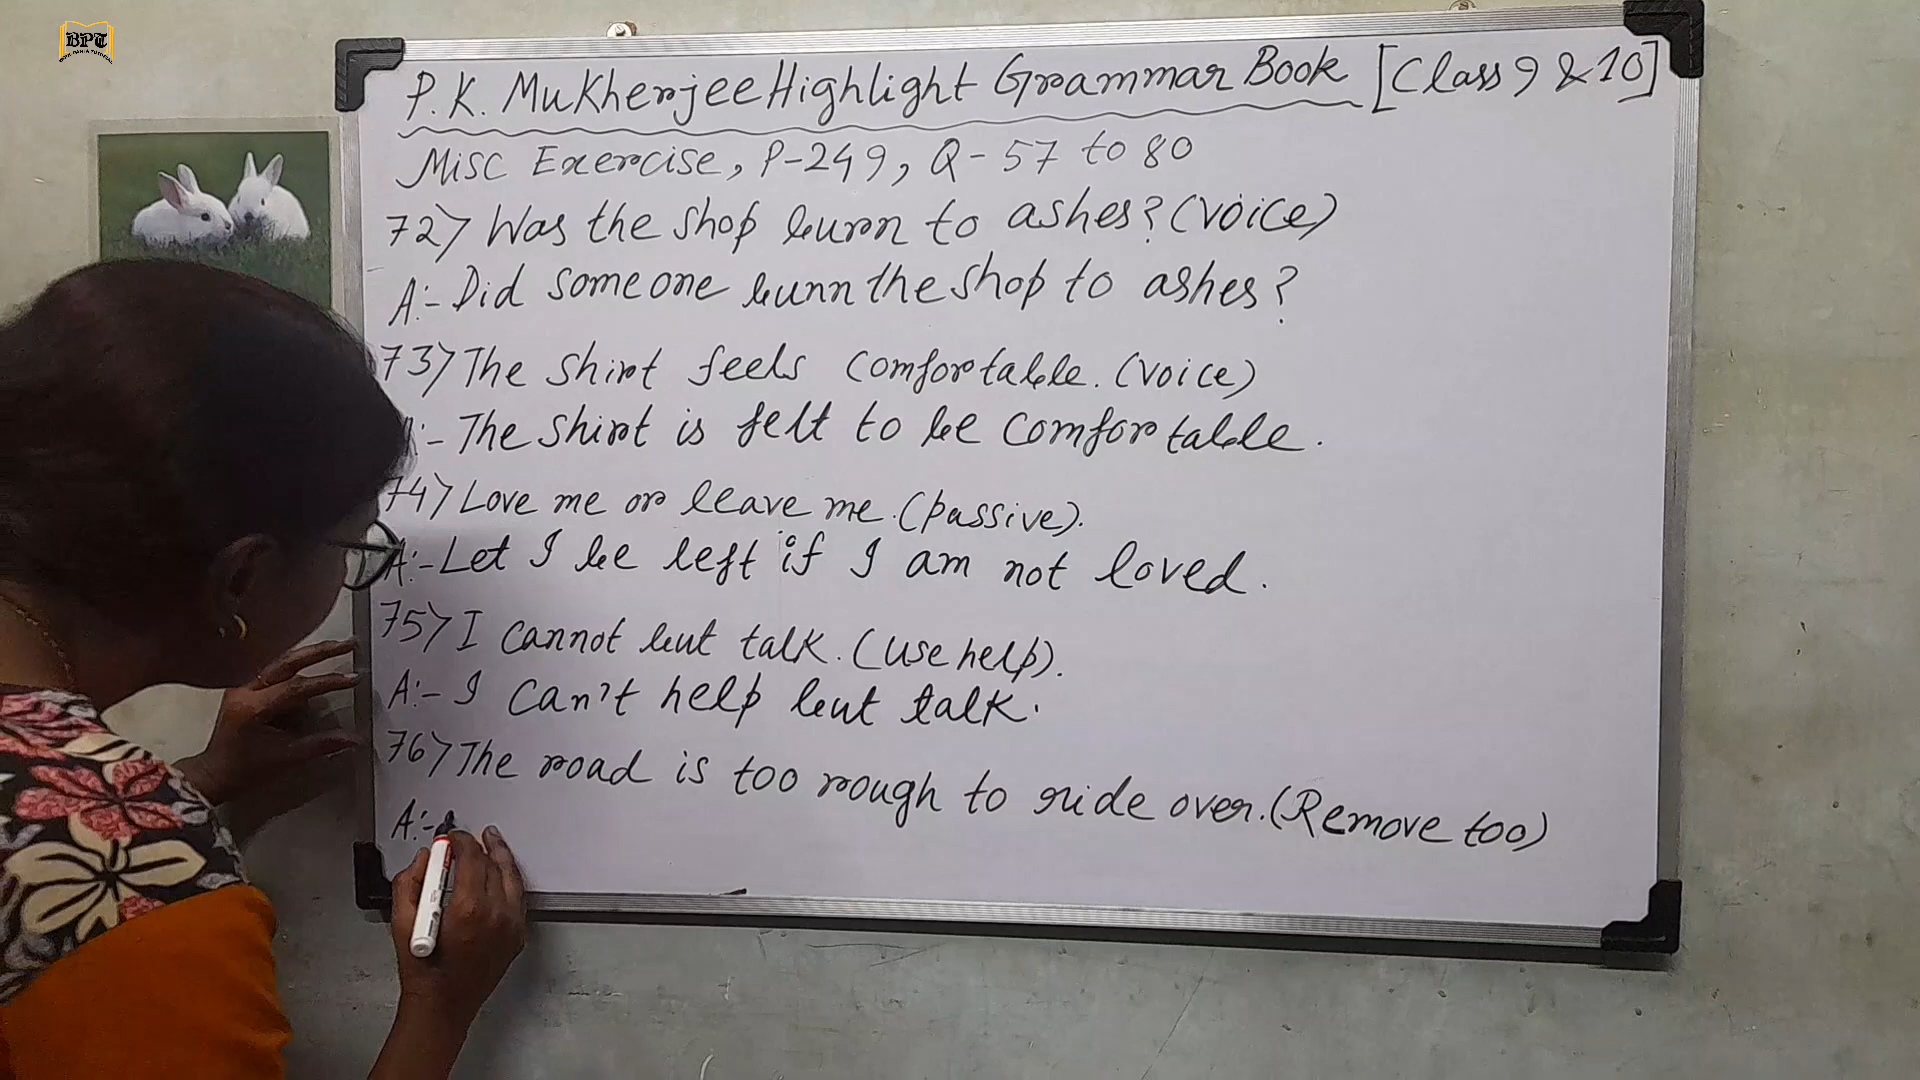 BPT
P.K. Mukherjee Highlight Grammar Book [Class 9 & 10]
Misc Exercise, P-249, Q-57 to 80
72) Was the shop burn to ashes? (Voice)
A:- Did someone burn the shop to ashes?
73) The shirt feels comfortable. (voice)
A:- The shirt is felt to be comfortable.
74) Love me or leave me. (passive).
A:- Let I be left if I am not loved.
75) I cannot but talk. (use help).
A:- I can't help but talk.
76) The road is too rough to ride over. (Remove too)
A:-